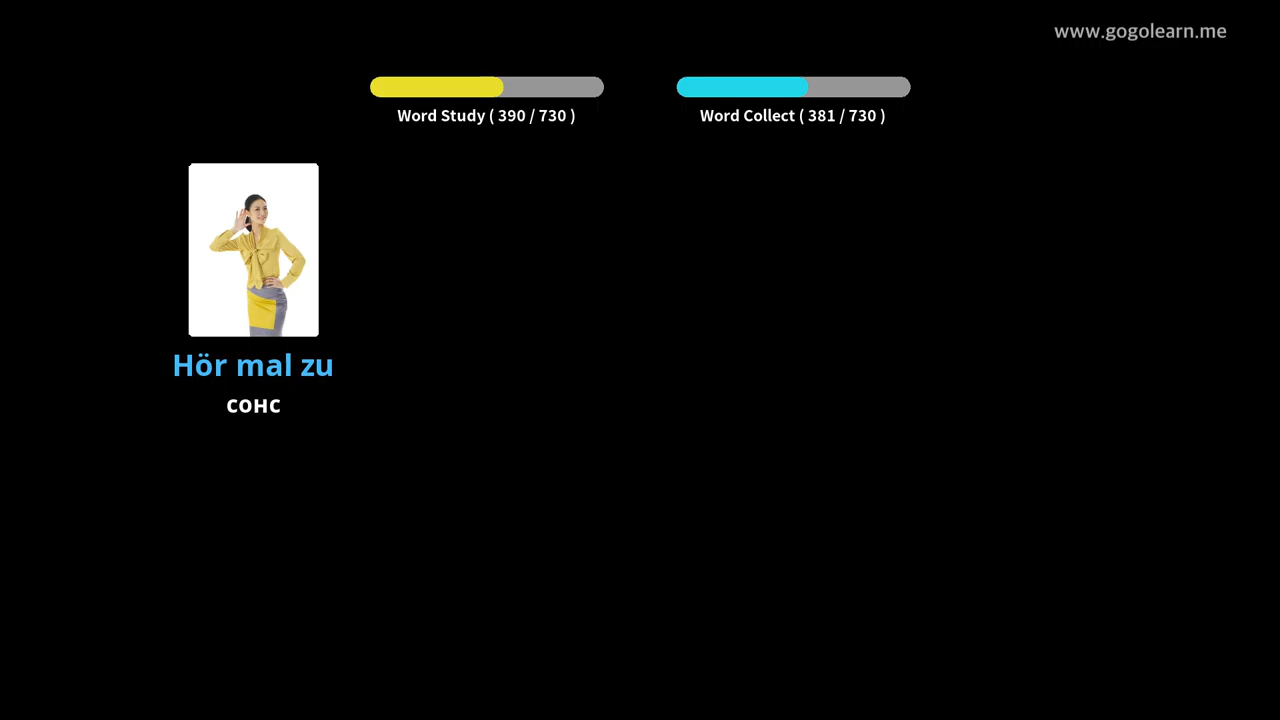 www.gogolearn.me
Word Study ( 390 / 730 )
Word Collect ( 381 / 730 )
Hör mal zu
сонс